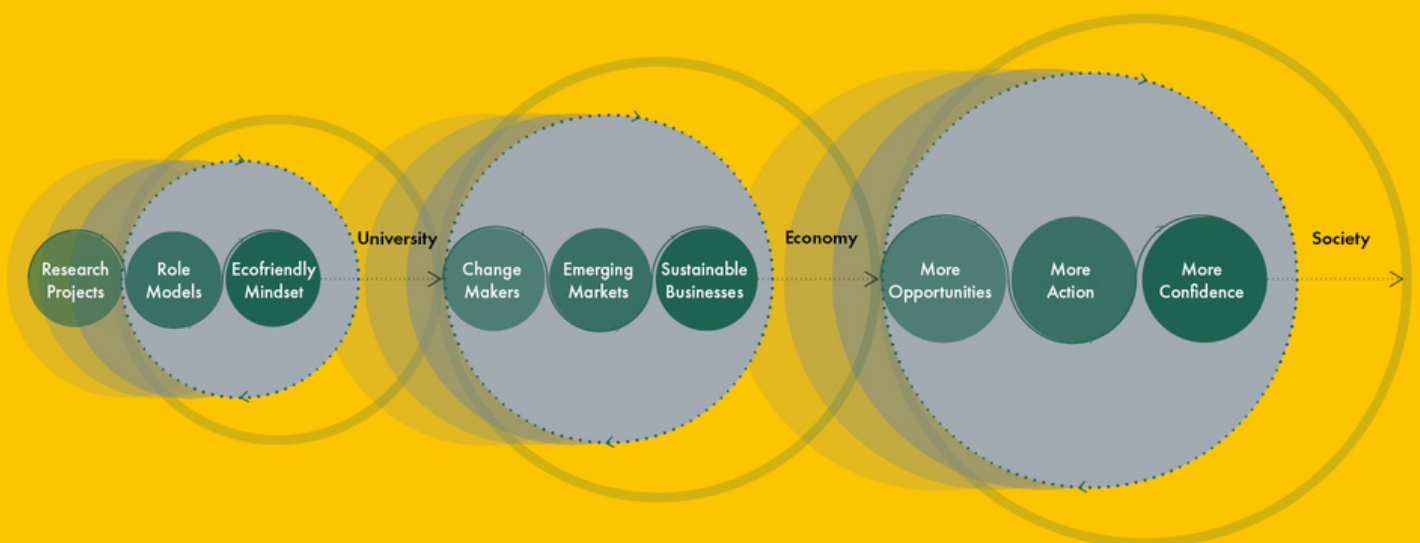 Research
Projects
Role
Models
Ecofriendly
Mindset
University
Change
Makers
Emerging
Markets
Sustainable
Businesses
Economy
More
Opportunities
More
Action
More
Confidence
Society